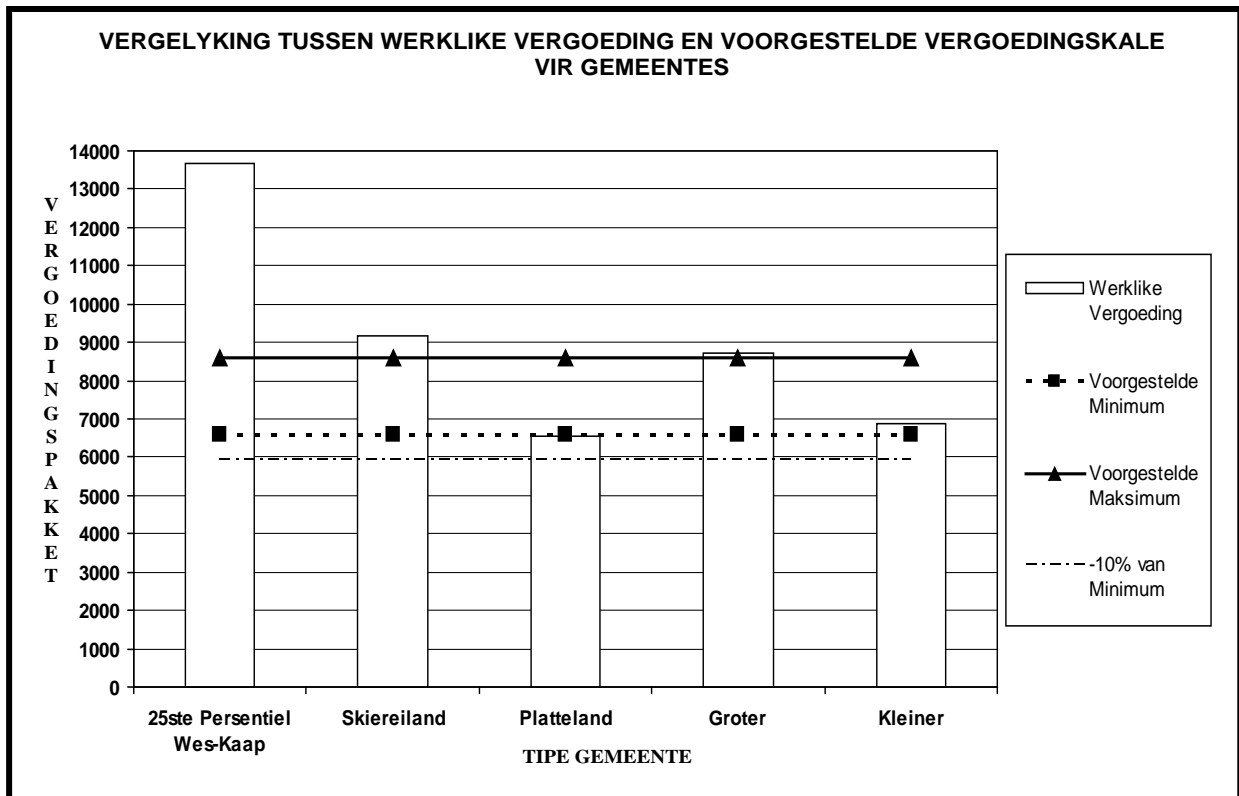 VERGELYKING TUSSEN WERKLIKE VERGOEDING EN VOORGESTELDE VERGOEDINGSKALE
VIR GEMEENTES
VERGOEDINGSPAKKET
14000
13000
12000
11000
10000
9000
8000
7000
6000
5000
4000
3000
2000
1000
0
25ste Persentiel
Wes-Kaap
Skiereiland
Platteland
Groter
Kleiner
TIPE GEMEENTE
Werklike
Vergoeding
Voorgestelde
Minimum
Voorgestelde
Maksimum
-10% van
Minimum